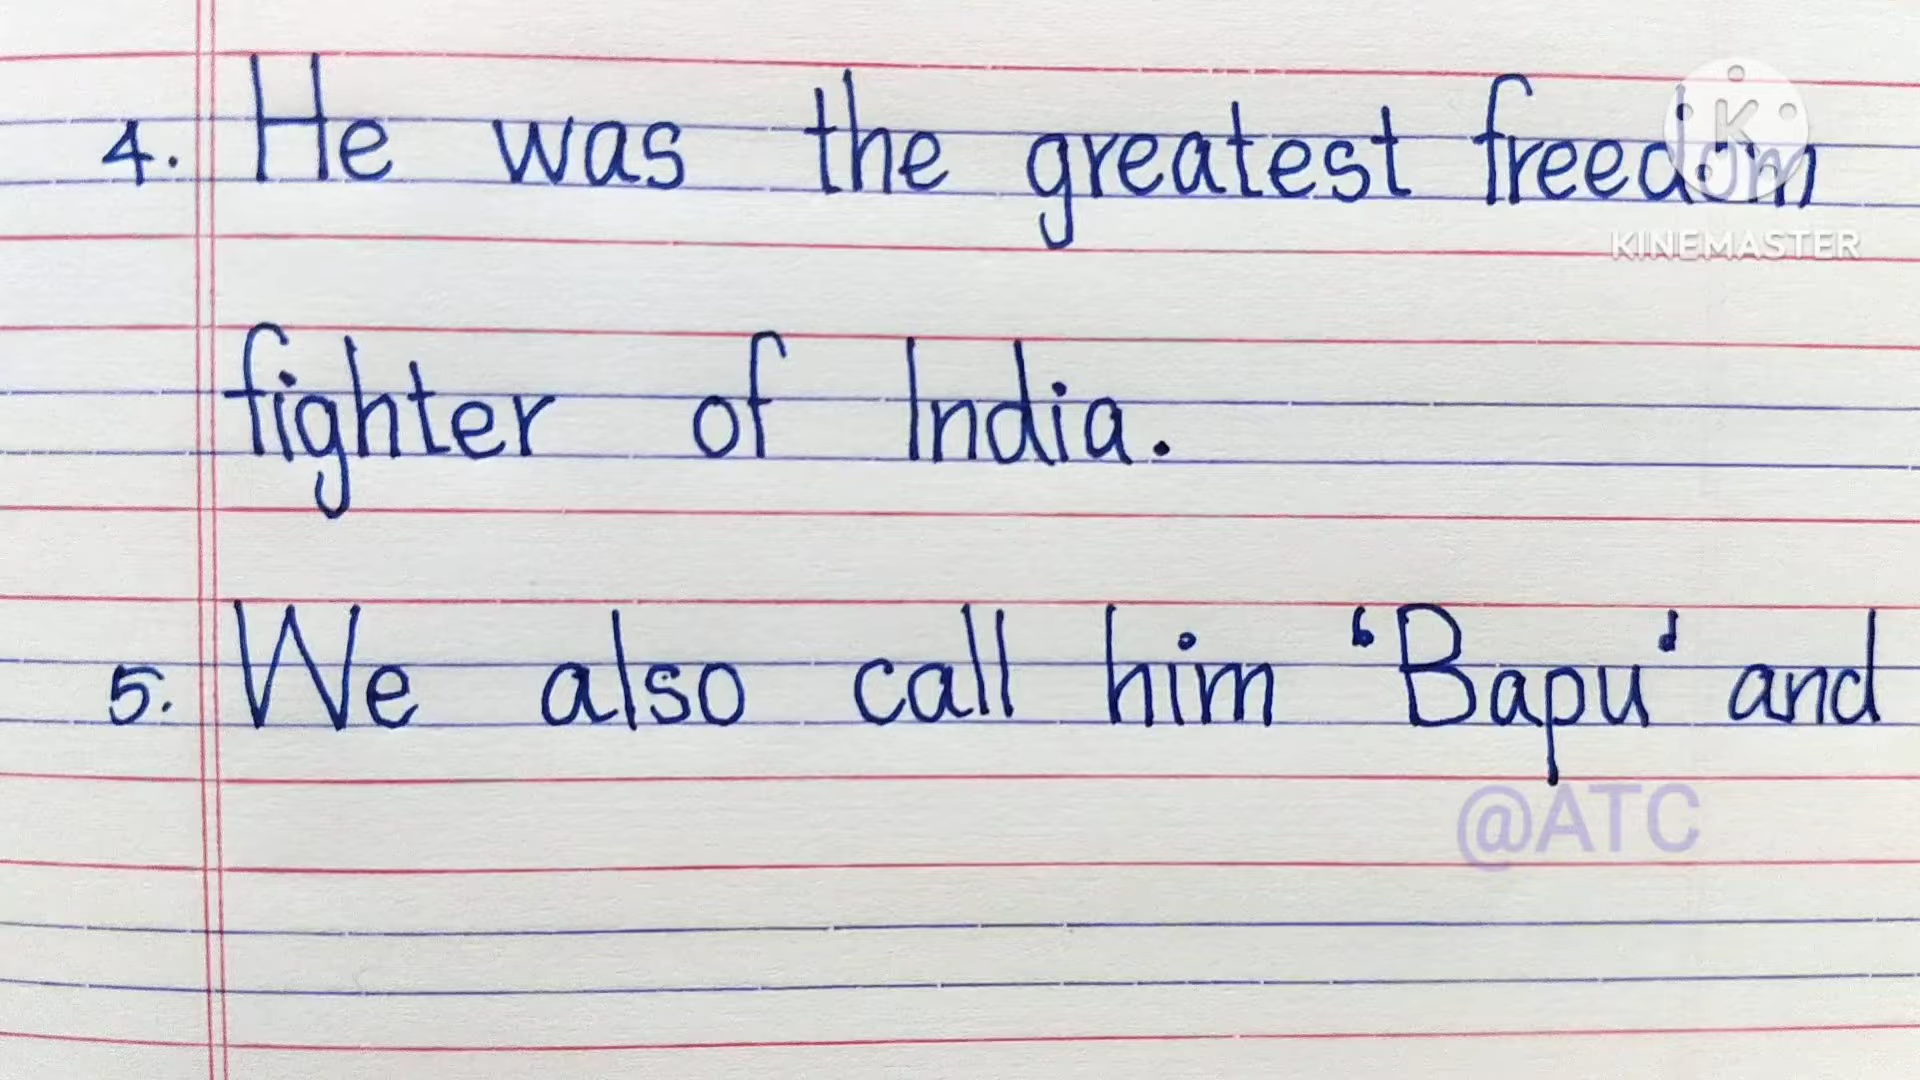 4. He was the greatest freedom
KINEMASTER
fighter of India.
5. We also call him 'Bapu' and
@ATC